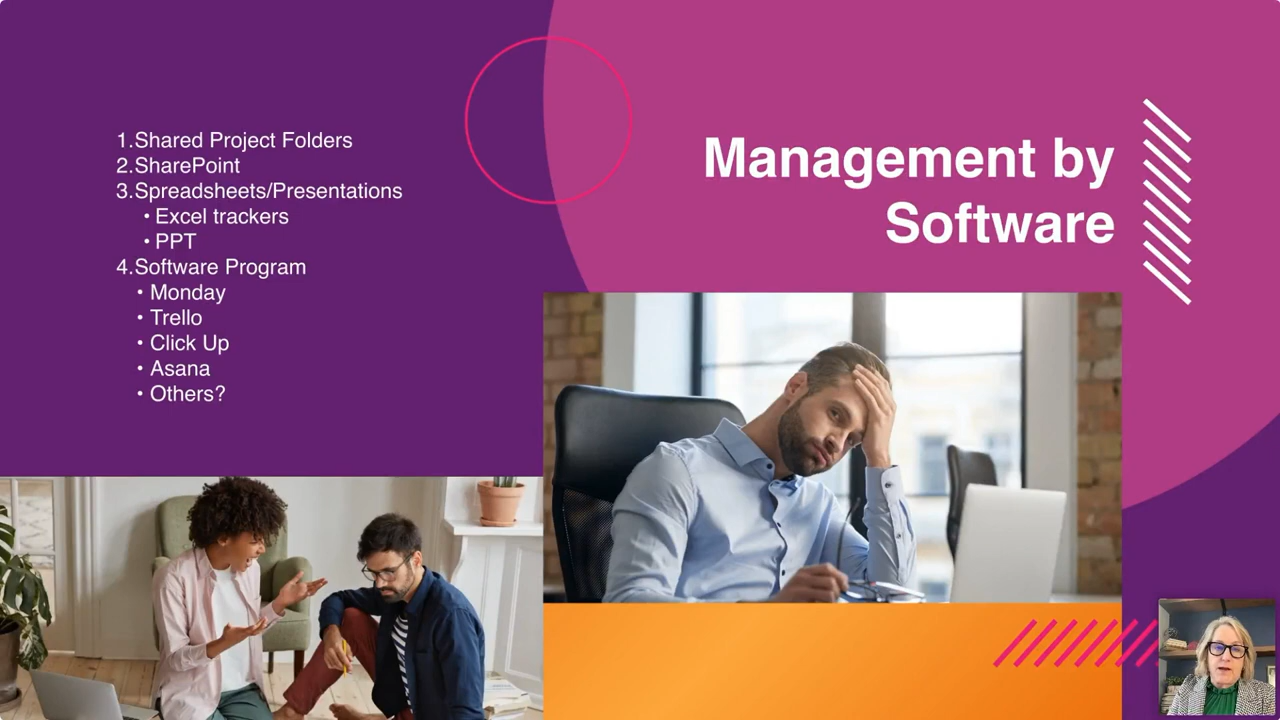 Management by
Software
1.Shared Project Folders
2.SharePoint
3.Spreadsheets/Presentations
• Excel trackers
• PPT
4.Software Program
• Monday
• Trello
• Click Up
• Asana
• Others?